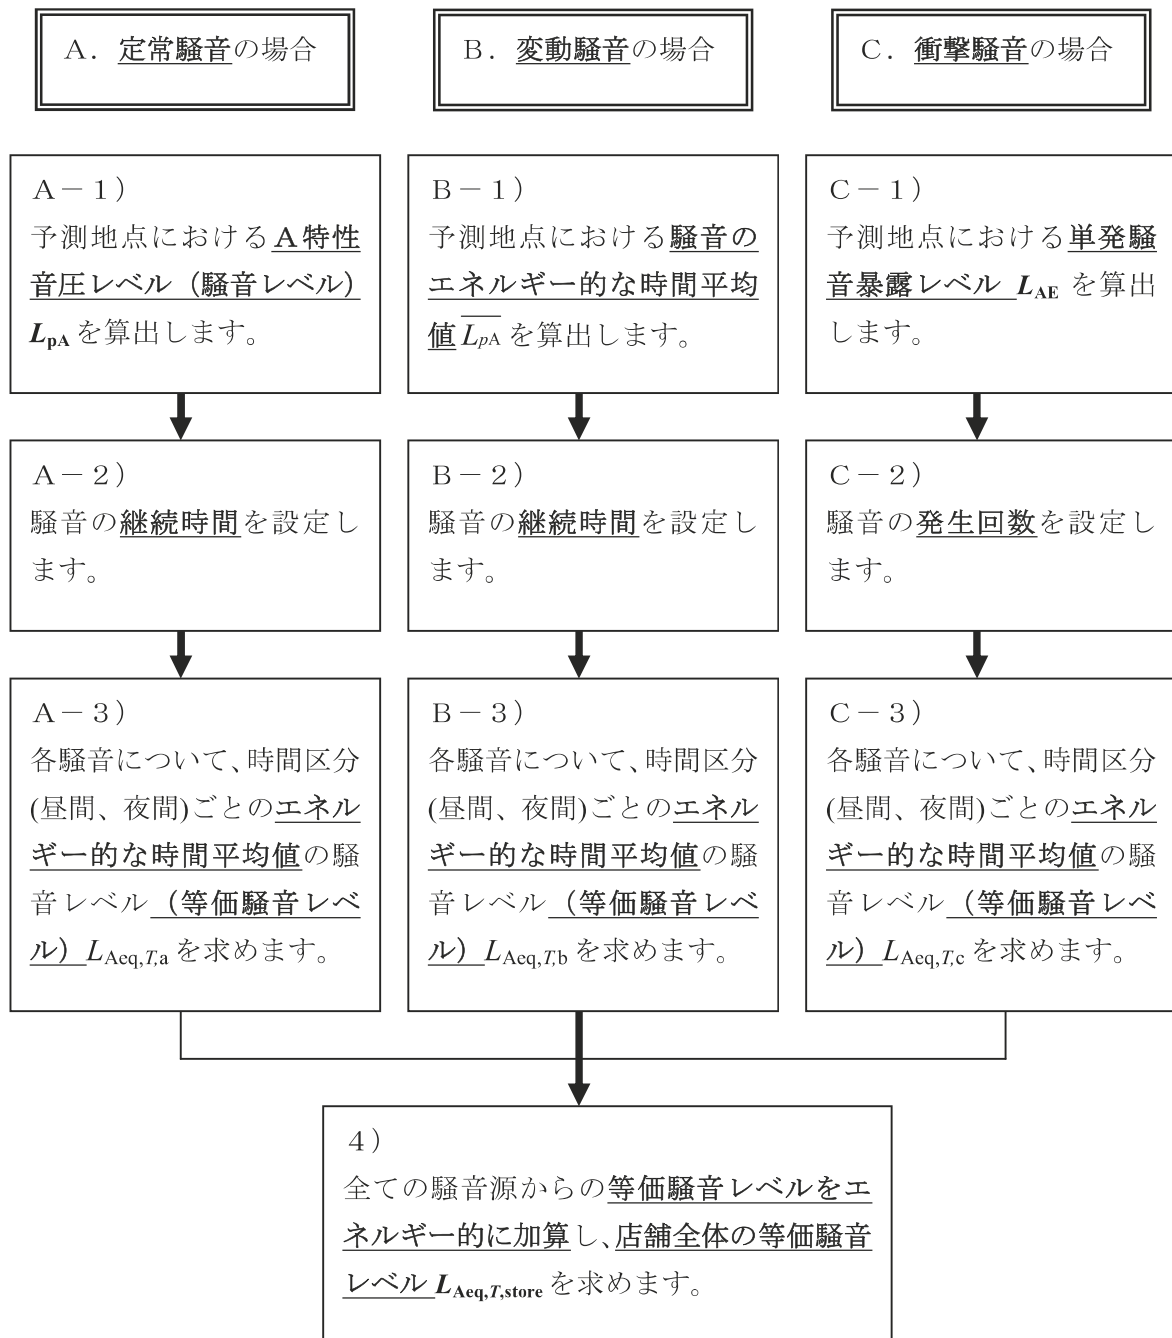 A．定常騒音の場合
B．変動騒音の場合
C．衝撃騒音の場合
A－1）
予測地点におけるA特性
音圧レベル（騒音レベル）
LpAを算出します。
B－1）
予測地点における騒音の
エネルギー的な時間平均
値 L̅p̅A̅ を算出します。
C－1）
予測地点における単発騒
音暴露レベル LAE を算出
します。
A－2）
騒音の継続時間を設定し
ます。
B－2）
騒音の継続時間を設定し
ます。
C－2）
騒音の発生回数を設定し
ます。
A－3）
各騒音について、時間区分
(昼間、夜間)ごとのエネル
ギー的な時間平均値の騒
音レベル（等価騒音レベ
ル）LAeq,T,a を求めます。
B－3）
各騒音について、時間区分
(昼間、夜間)ごとのエネル
ギー的な時間平均値の騒
音レベル（等価騒音レベ
ル）LAeq,T,b を求めます。
C－3）
各騒音について、時間区分
(昼間、夜間)ごとのエネル
ギー的な時間平均値の騒
音レベル（等価騒音レベ
ル）LAeq,T,c を求めます。
4）
全ての騒音源からの等価騒音レベルをエ
ネルギー的に加算し、店舗全体の等価騒音
レベル LAeq,T,store を求めます。